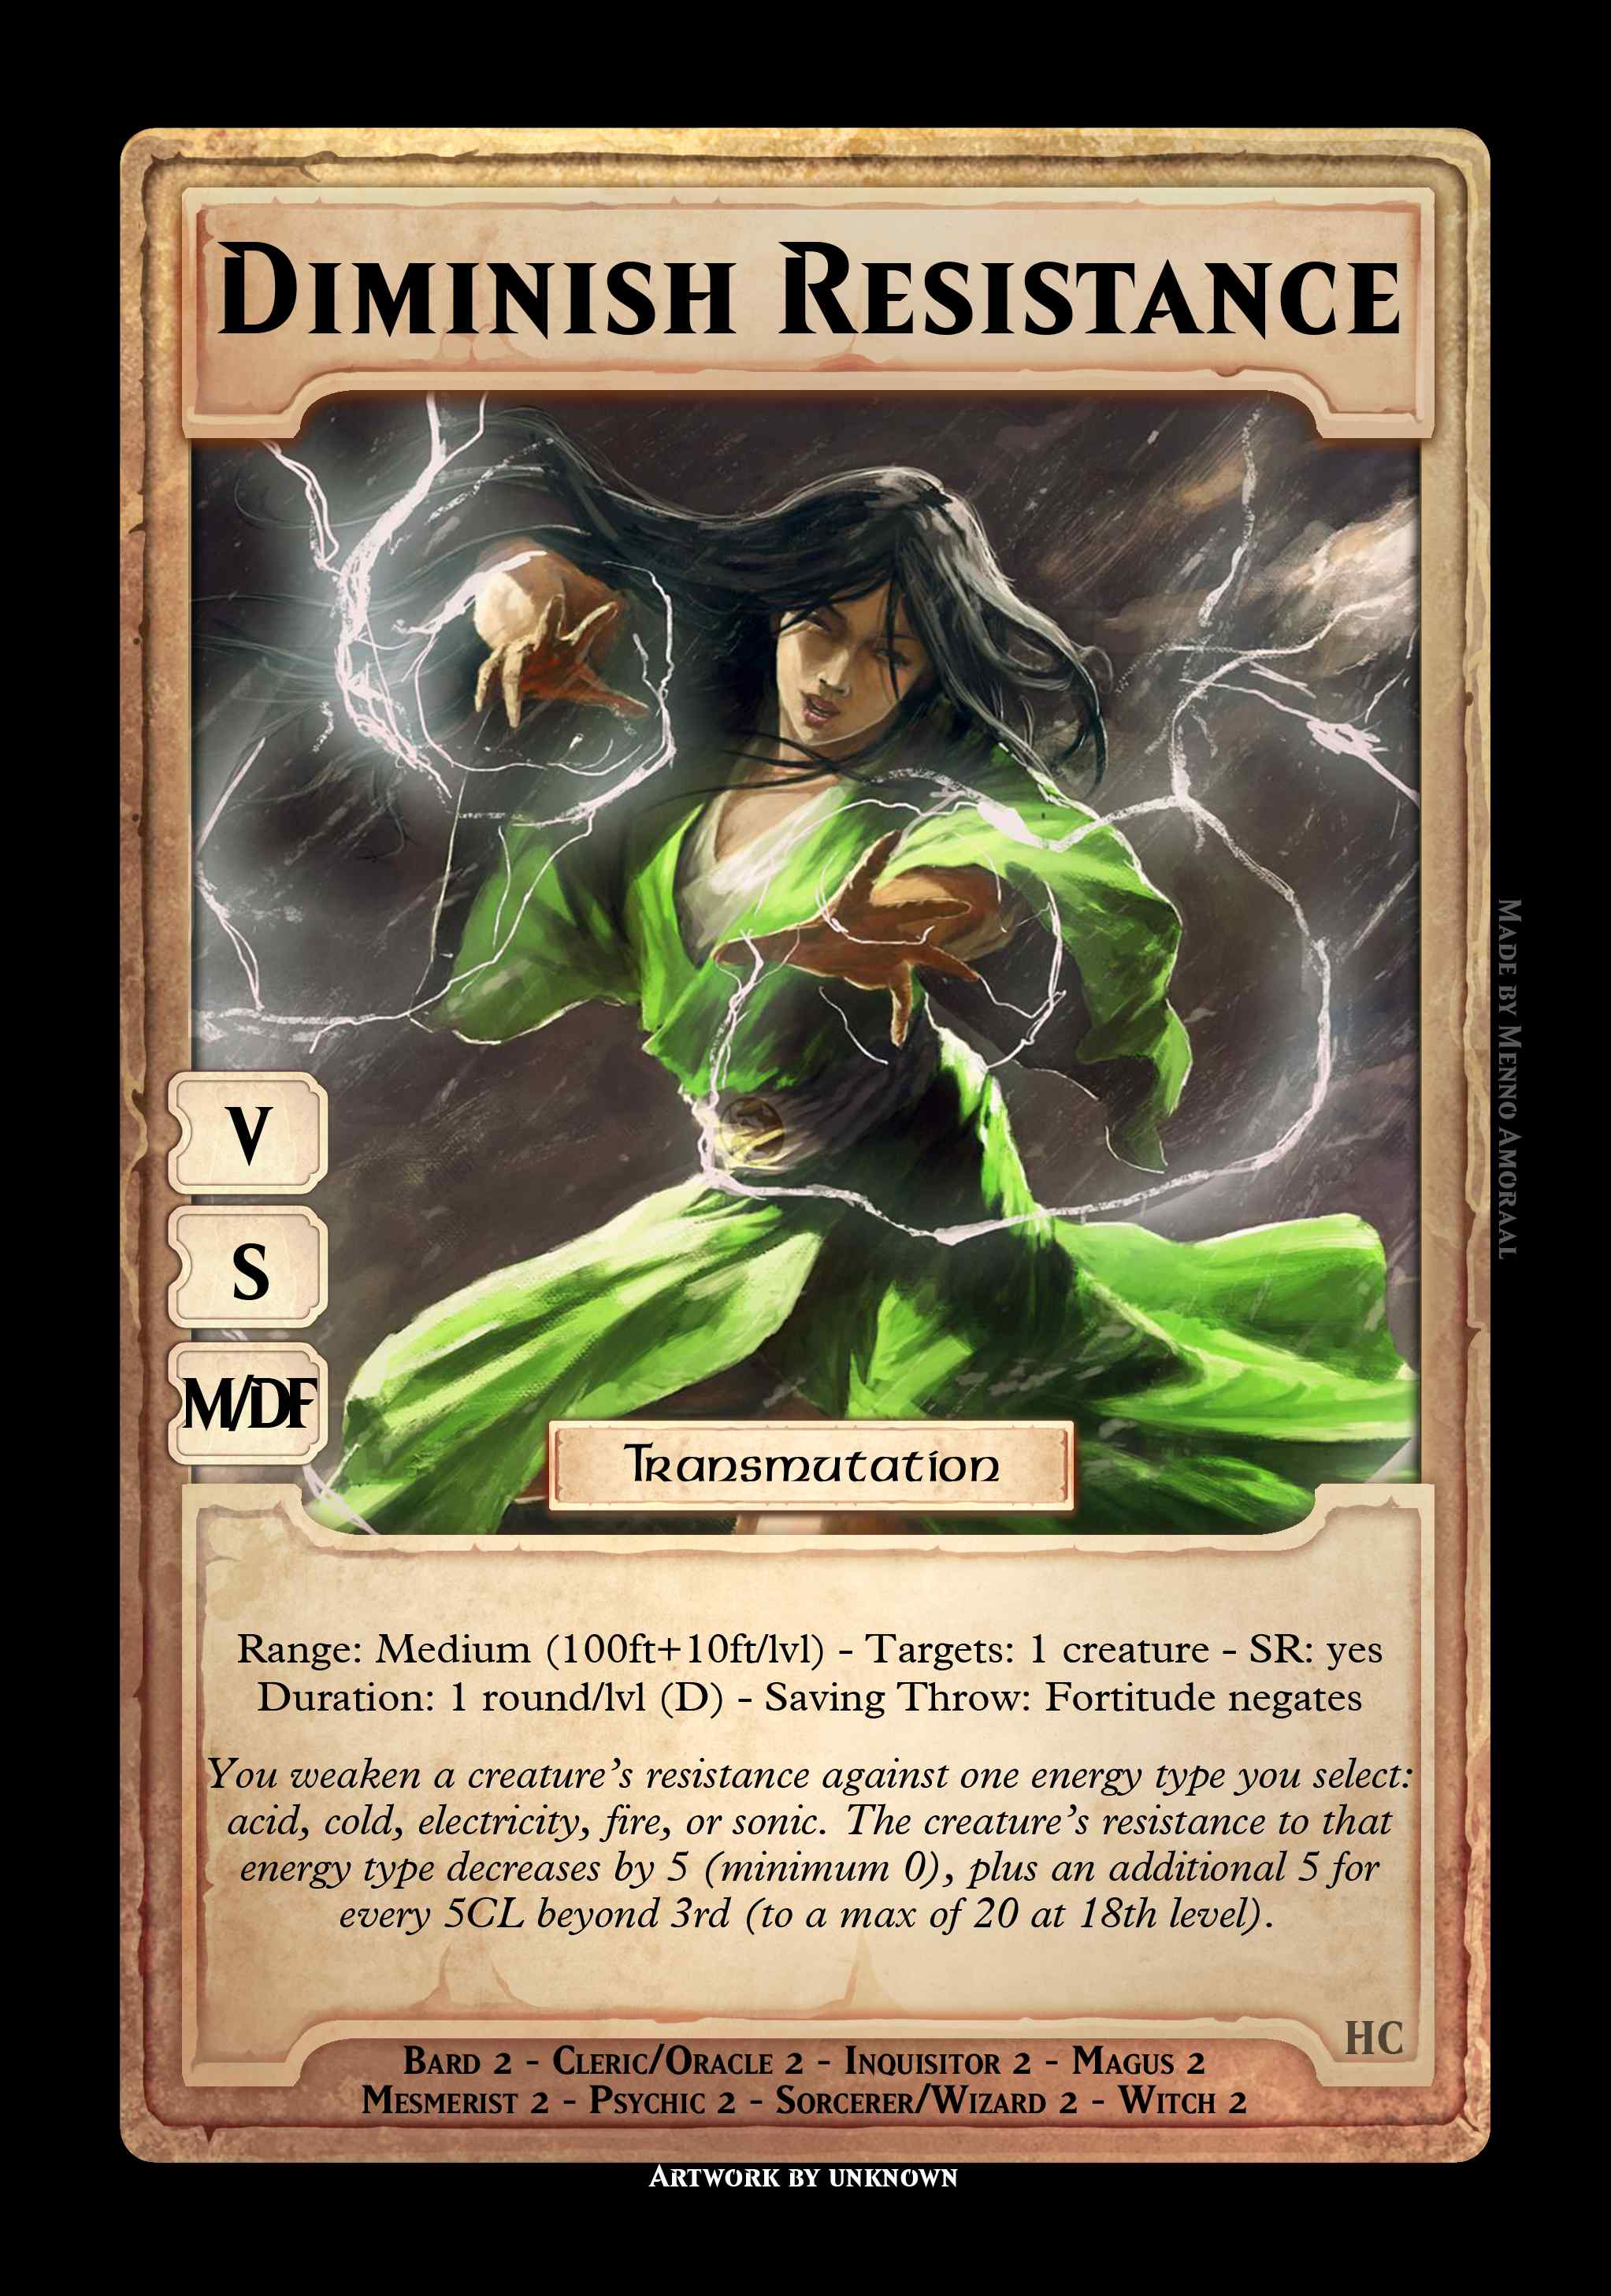 Diminish Resistance
V
S
M/DF
Transmutation
Range: Medium (100ft+10ft/lvl) - Targets: 1 creature - SR: yes
Duration: 1 round/lvl (D) - Saving Throw: Fortitude negates
You weaken a creature's resistance against one energy type you select:
acid, cold, electricity, fire, or sonic. The creature's resistance to that
energy type decreases by 5 (minimum 0), plus an additional 5 for
every 5CL beyond 3rd (to a max of 20 at 18th level).
HC
Bard 2 - Cleric/Oracle 2 - Inquisitor 2 - Magus 2
Mesmerist 2 - Psychic 2 - Sorcerer/Wizard 2 - Witch 2
Artwork by unknown
Made by Menno Amoraal